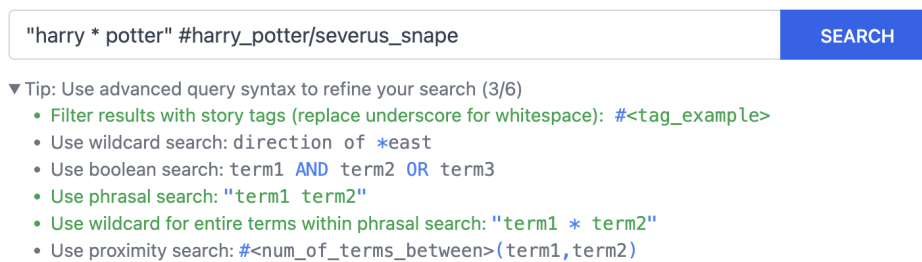 "harry * potter" #harry_potter/severus_snape SEARCH
▼Tip: Use advanced query syntax to refine your search (3/6)
• Filter results with story tags (replace underscore for whitespace): #<tag_example>
• Use wildcard search: direction of *east
• Use boolean search: term1 AND term2 OR term3
• Use phrasal search: "term1 term2"
• Use wildcard for entire terms within phrasal search: "term1 * term2"
• Use proximity search: #<num_of_terms_between>(term1,term2)